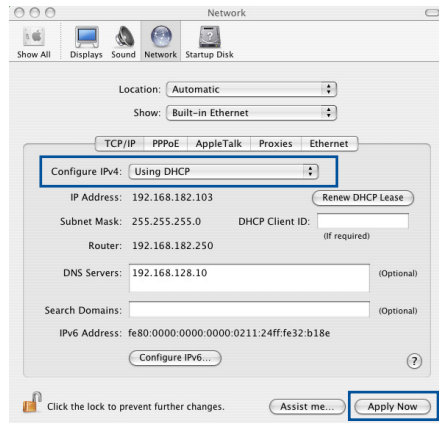 Network
Show All Displays Sound Network Startup Disk
Location: Automatic
Show: Built-in Ethernet
TCP/IP PPPoE AppleTalk Proxies Ethernet
Configure IPv4: Using DHCP
IP Address: 192.168.182.103 Renew DHCP Lease
Subnet Mask: 255.255.255.0 DHCP Client ID:
(If required)
Router: 192.168.182.250
DNS Servers: 192.168.128.10 (Optional)
Search Domains: (Optional)
IPv6 Address: fe80:0000:0000:0000:0211:24ff:fe32:b18e
Configure IPv6...
?
Click the lock to prevent further changes. Assist me... Apply Now